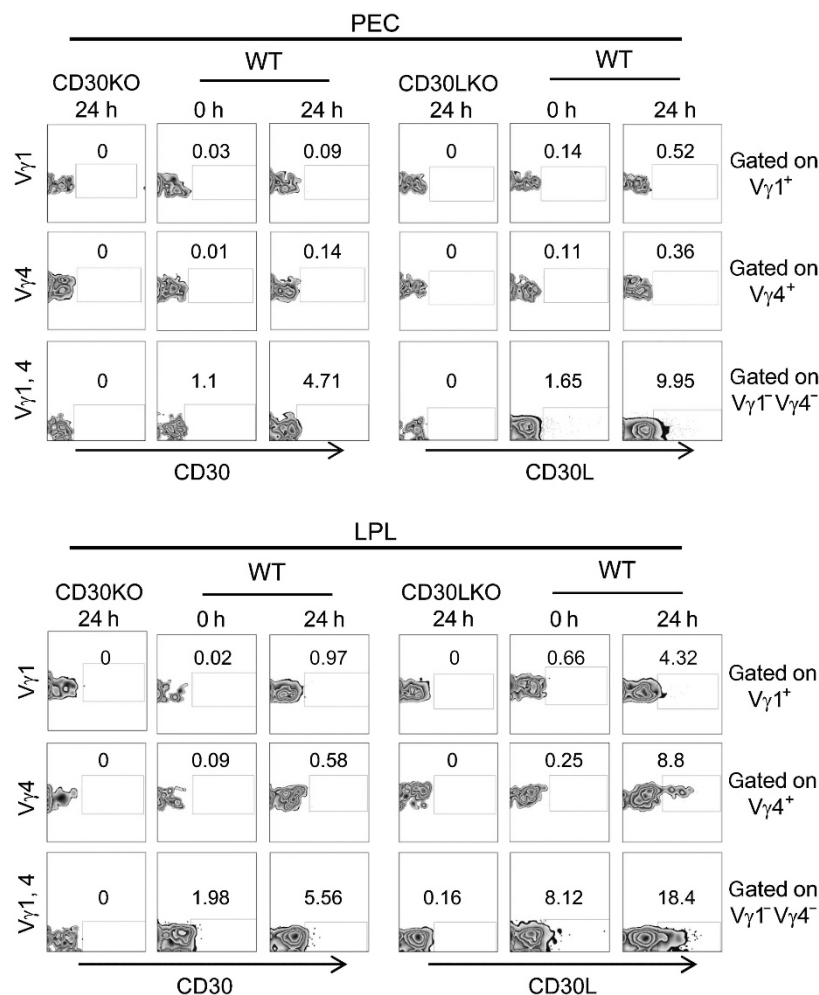 PEC
WT WT
CD30KO CD30LKO
24 h 0 h 24 h 24 h 0 h 24 h
Vγ1 0 0.03 0.09 0 0.14 0.52 Gated on
Vγ1⁺
Vγ4 0 0.01 0.14 0 0.11 0.36 Gated on
Vγ4⁺
Vγ1, 4 0 1.1 4.71 0 1.65 9.95 Gated on
Vγ1⁻Vγ4⁻
CD30 CD30L
LPL
WT WT
CD30KO CD30LKO
24 h 0 h 24 h 24 h 0 h 24 h
Vγ1 0 0.02 0.97 0 0.66 4.32 Gated on
Vγ1⁺
Vγ4 0 0.09 0.58 0 0.25 8.8 Gated on
Vγ4⁺
Vγ1, 4 0 1.98 5.56 0.16 8.12 18.4 Gated on
Vγ1⁻Vγ4⁻
CD30 CD30L